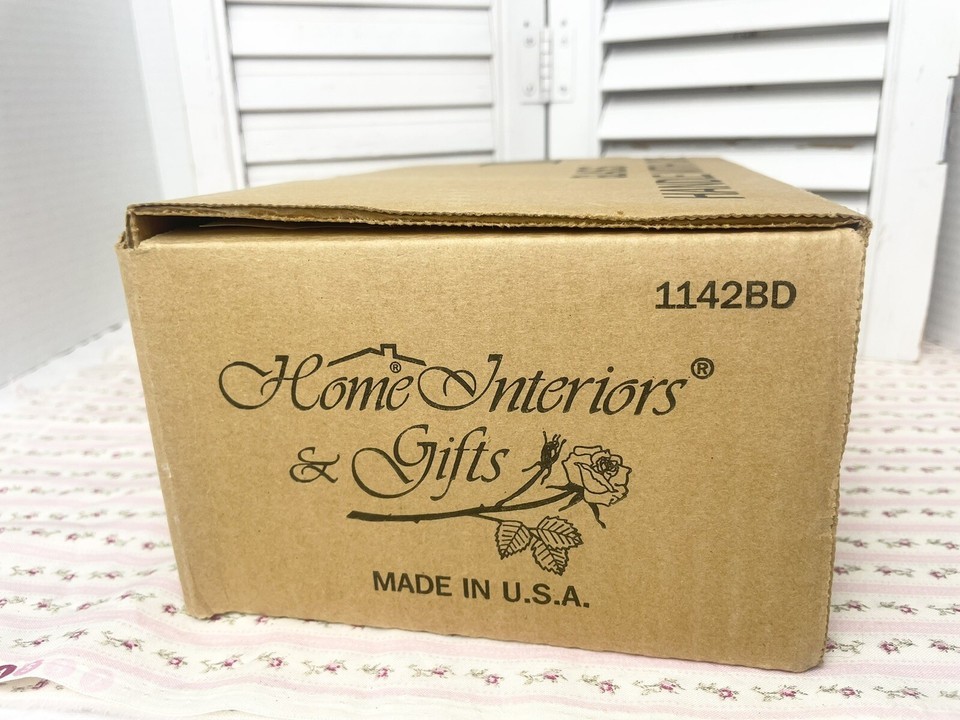 1142BD
Home® Interiors®
& Gifts
MADE IN U.S.A.